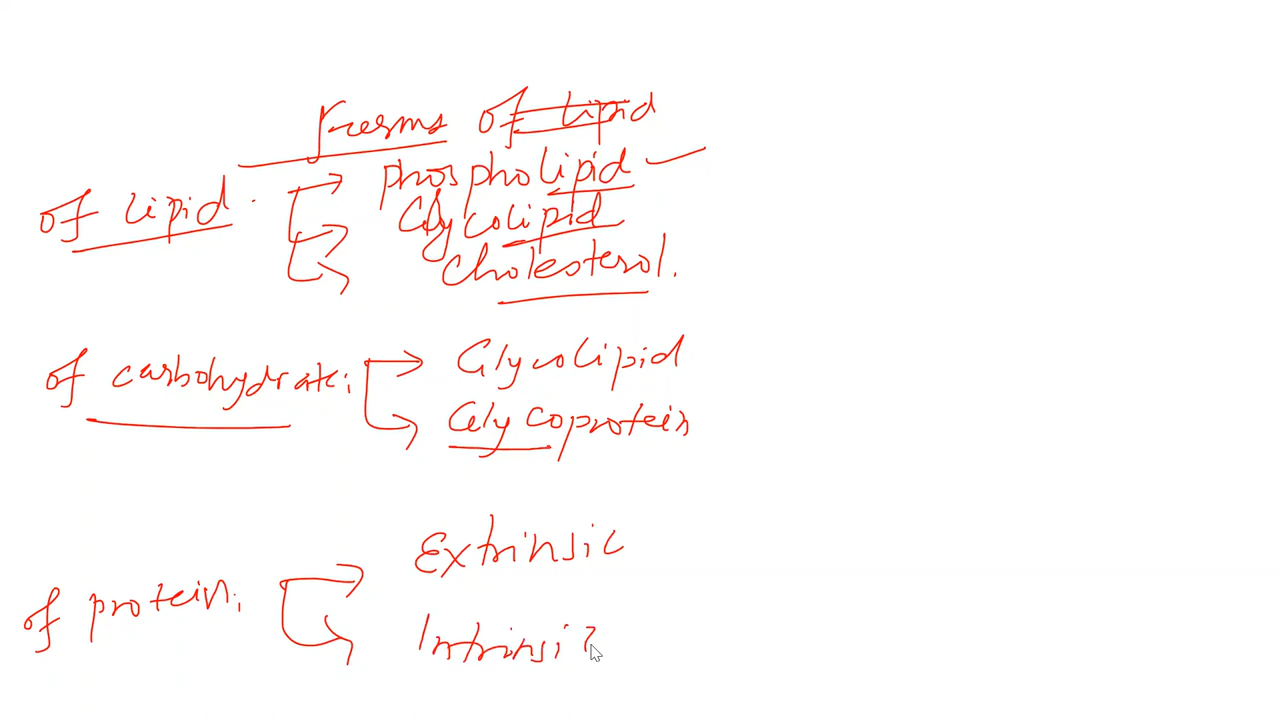 Forms of Lipid
of Lipid. phospholipid
Glycolipid
Cholesterol.
of carbohydrate: Glycolipid
Glycoprotein
Extrinsic
of protein:
Intrinsic